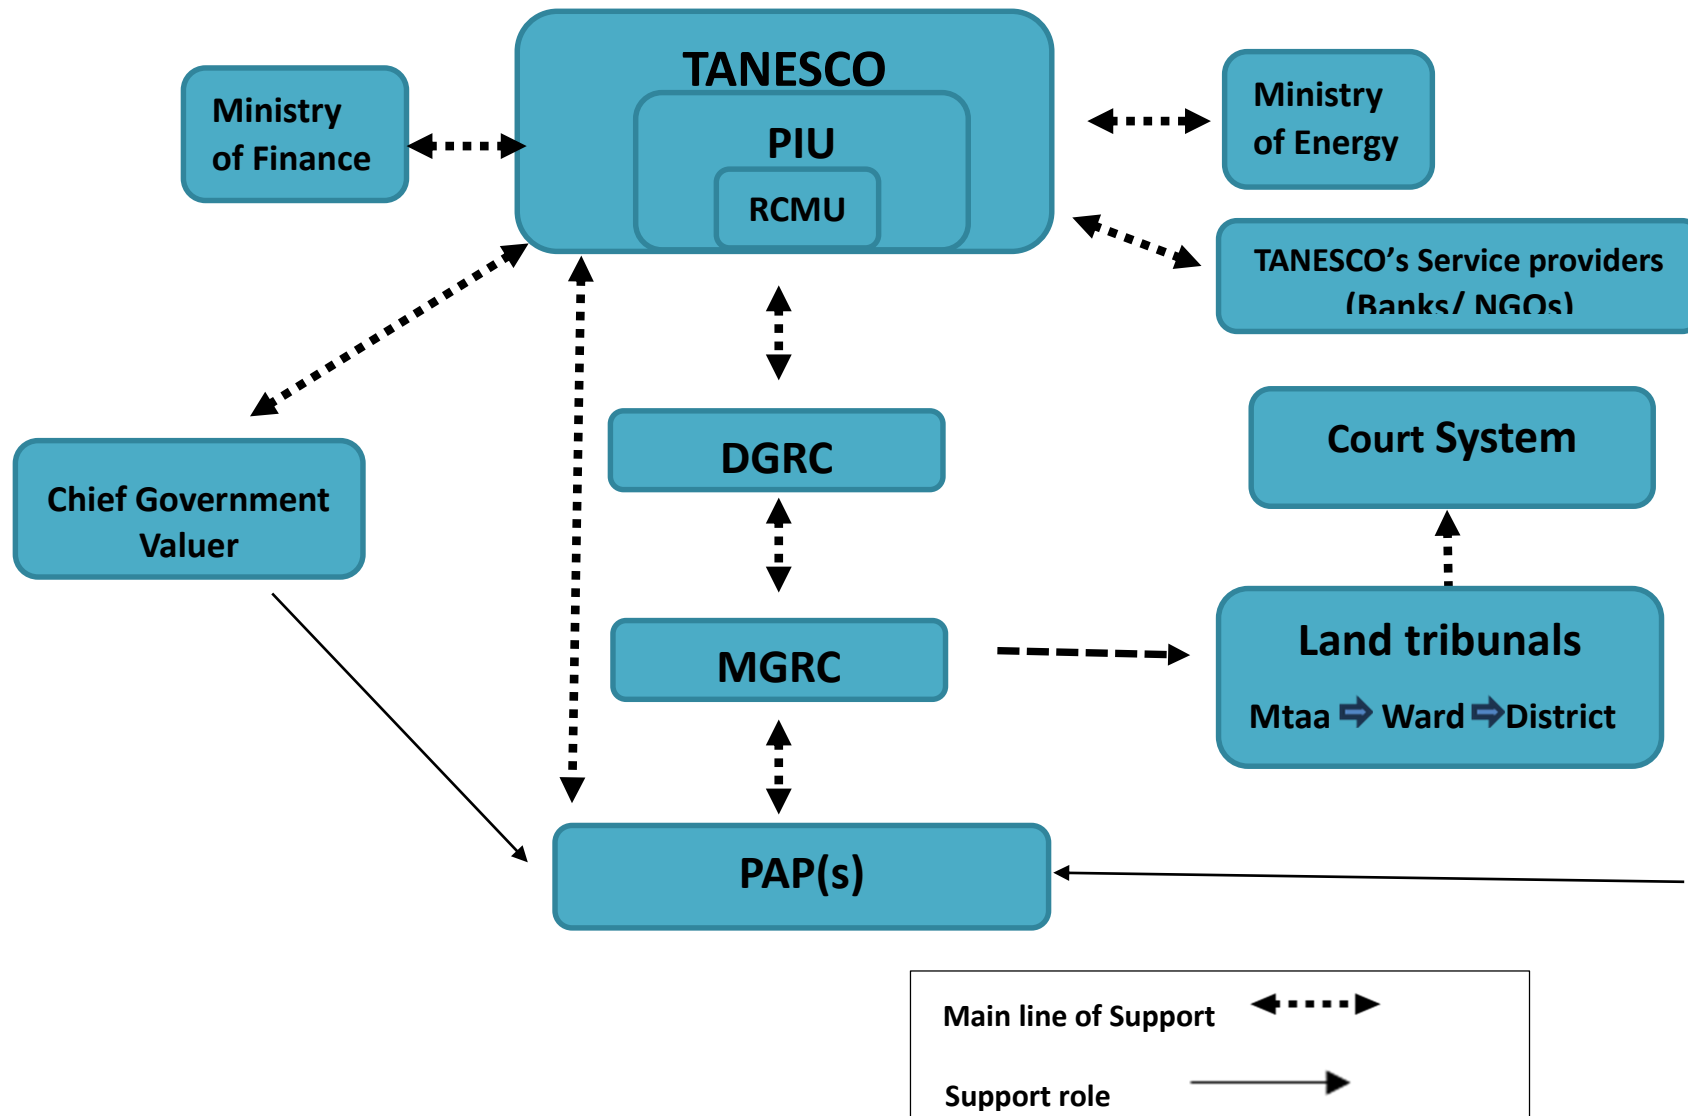 TANESCO
PIU
RCMU
Ministry
of Finance
Ministry
of Energy
TANESCO’s Service providers
(Banks/ NGOs)
DGRC
Court System
Chief Government
Valuer
MGRC
Land tribunals
Mtaa Ward District
PAP(s)
Main line of Support
Support role